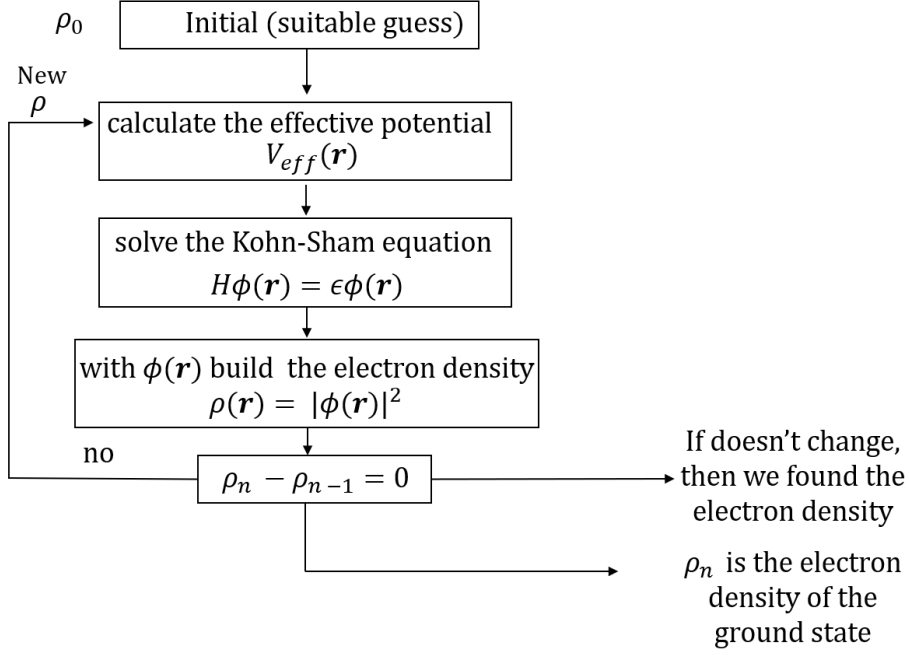 ρ₀ Initial (suitable guess)
New
ρ
calculate the effective potential
V_eff(r)
solve the Kohn-Sham equation
Hϕ(r) = ϵϕ(r)
with ϕ(r) build the electron density
ρ(r) = |ϕ(r)|²
no
ρₙ − ρₙ₋₁ = 0
If doesn’t change,
then we found the
electron density
ρₙ is the electron
density of the
ground state